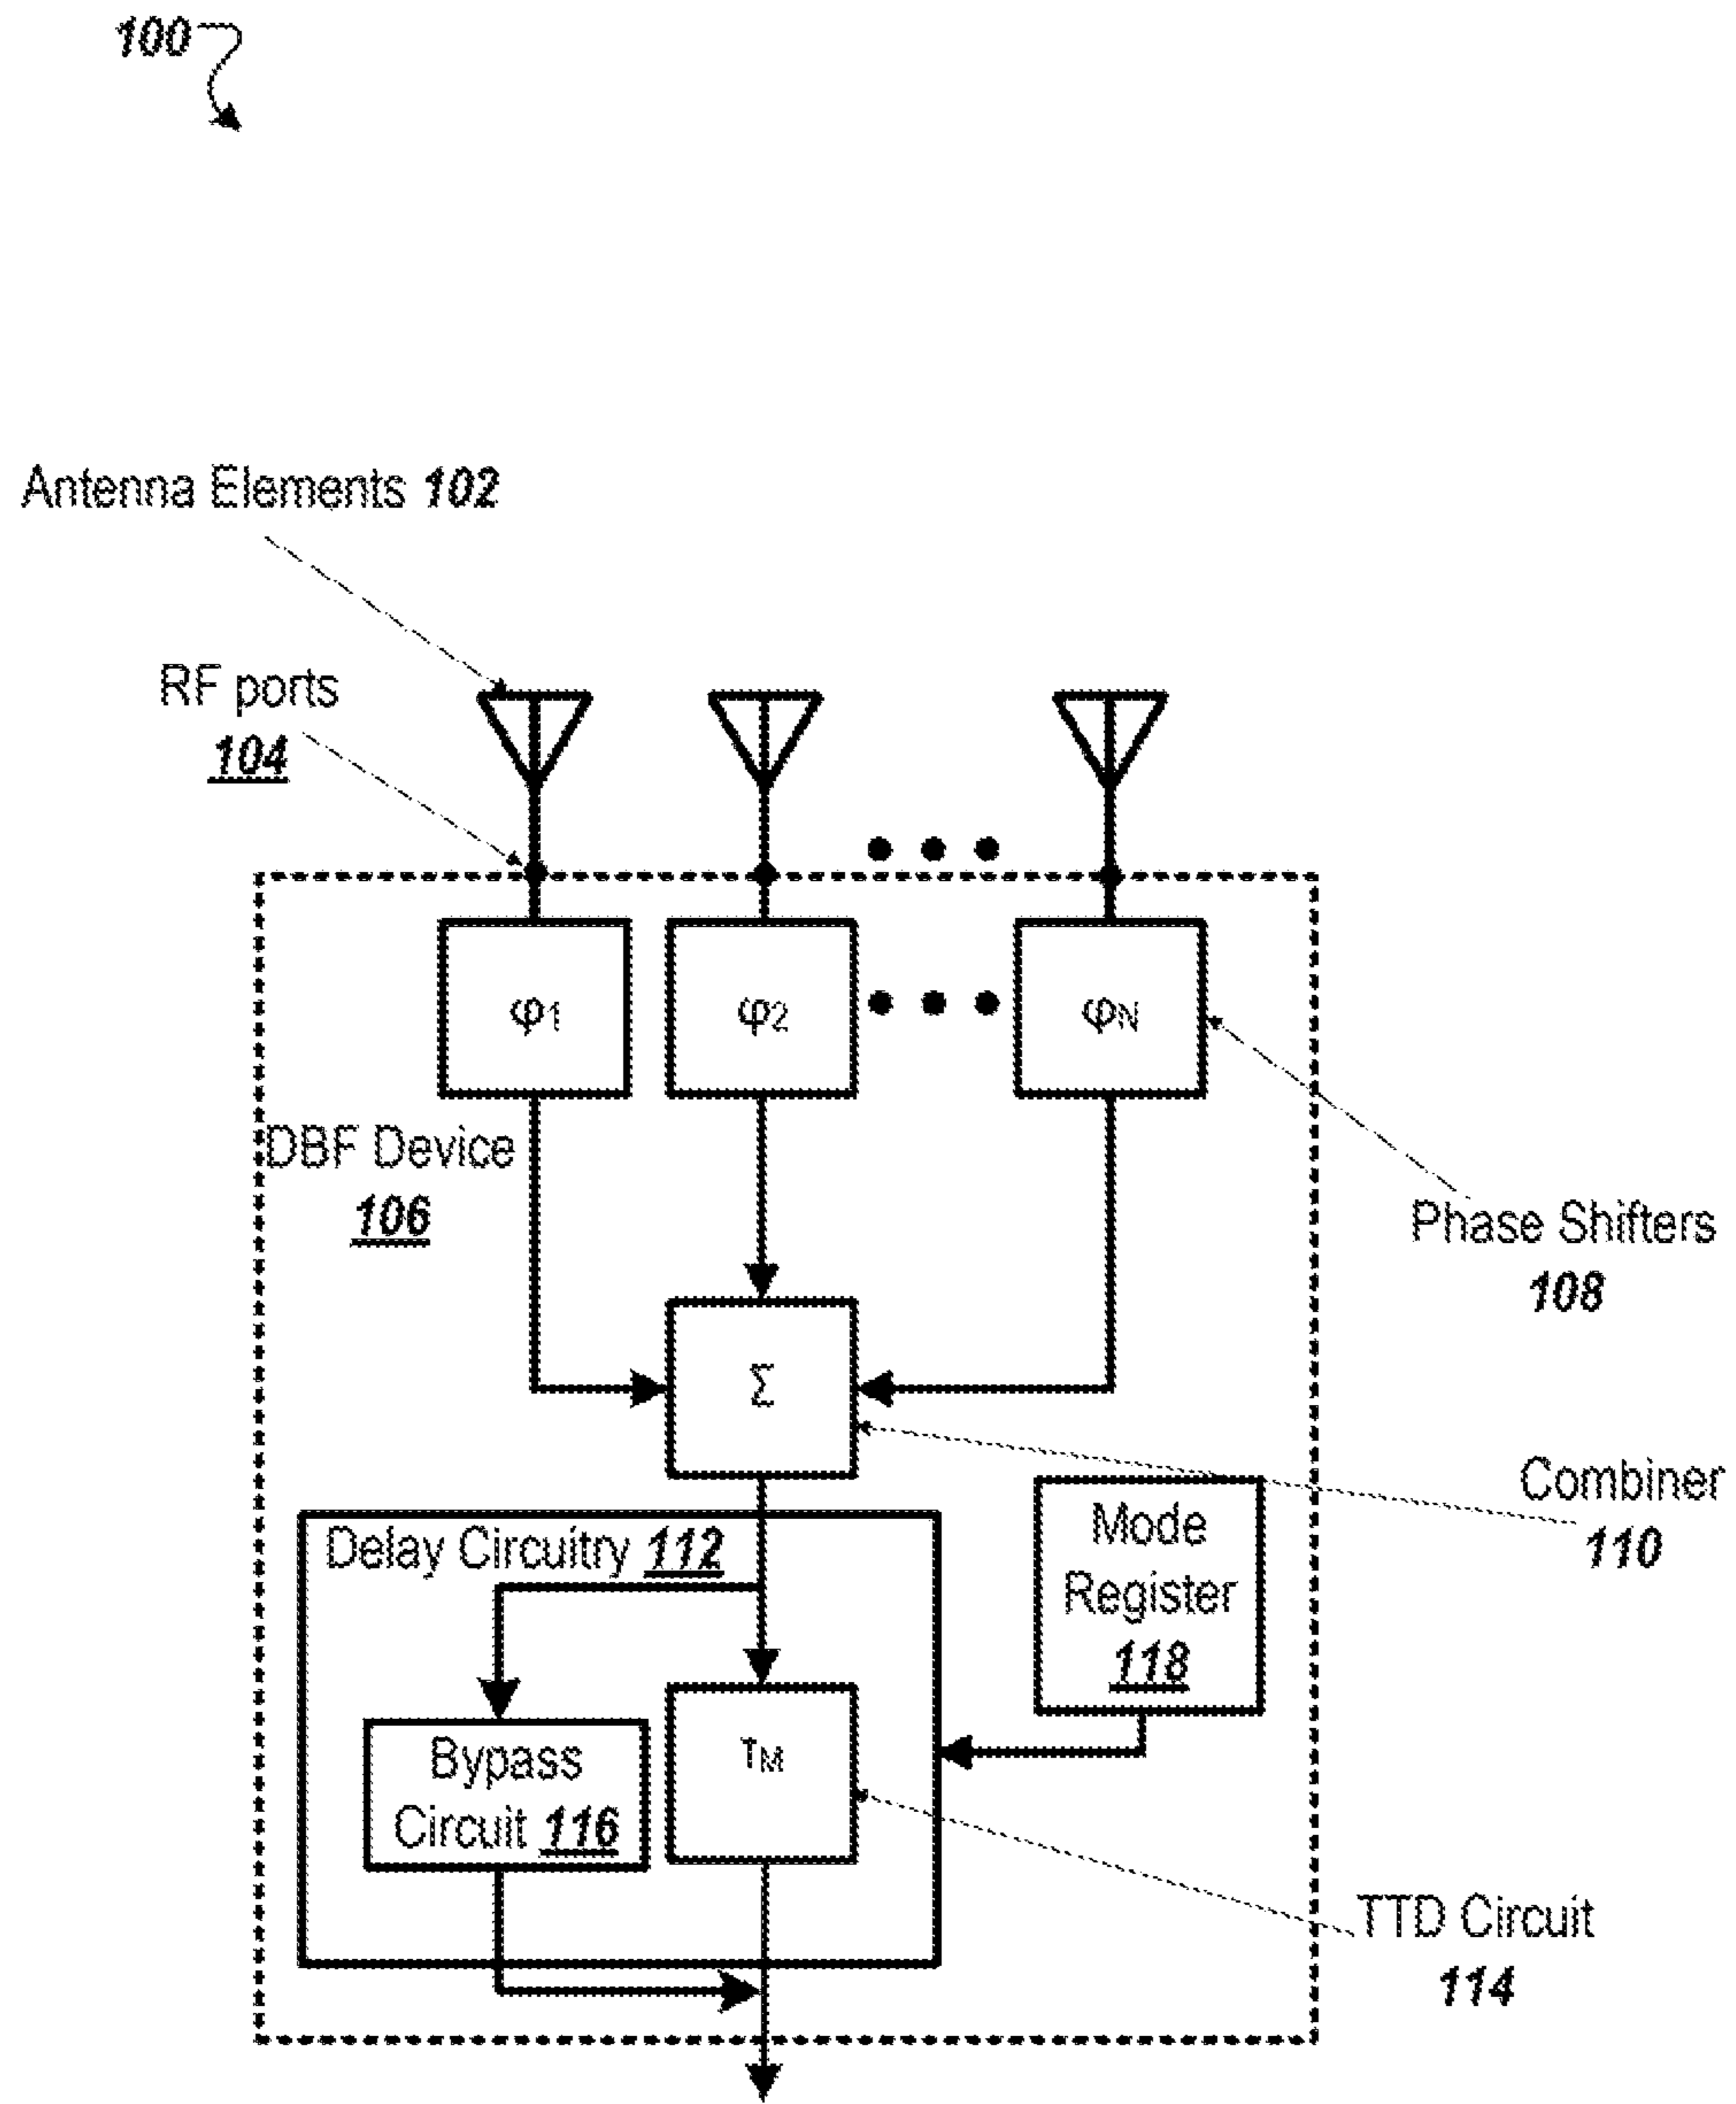 100
Antenna Elements 102
RF ports
104
φ1
φ2
φN
DBF Device
106
Phase Shifters
108
Σ
Combiner
110
Delay Circuitry 112
Mode
Register
118
Bypass
Circuit 116
τM
TTD Circuit
114